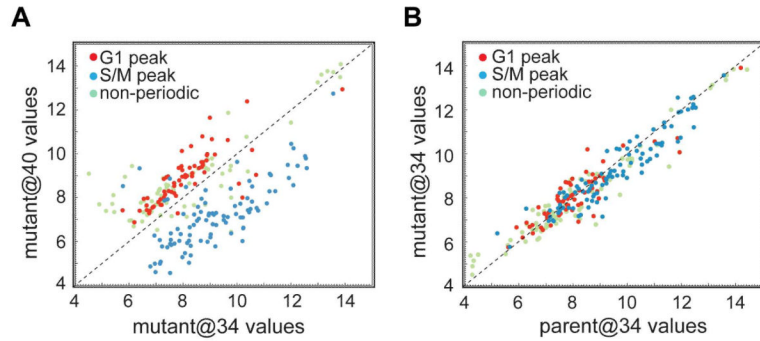 A
14
12
10
8
6
4
G1 peak
S/M peak
non-periodic
mutant@40 values
4 6 8 10 12 14
mutant@34 values
B
14
12
10
8
6
4
G1 peak
S/M peak
non-periodic
mutant@34 values
4 6 8 10 12 14
parent@34 values